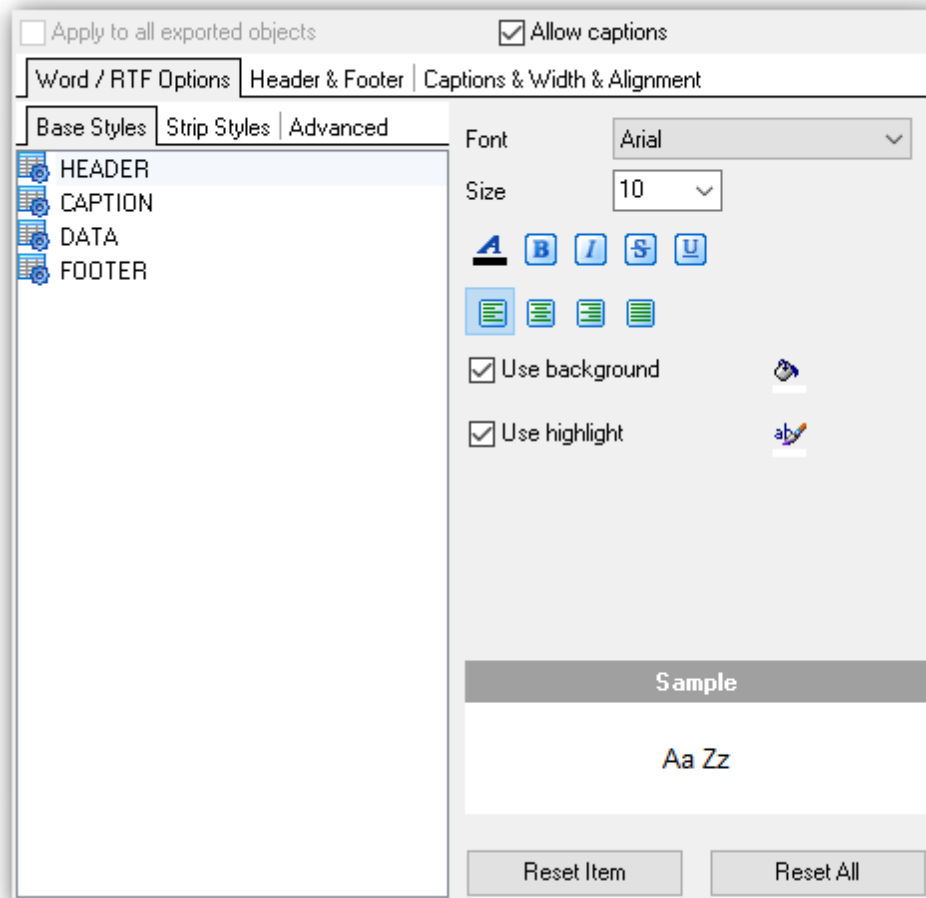 Apply to all exported objects
Allow captions
Word / RTF Options
Header & Footer
Captions & Width & Alignment
Base Styles
Strip Styles
Advanced
HEADER
CAPTION
DATA
FOOTER
Font
Arial
Size
10
A
B
I
S
U
Use background
Use highlight
ab
Sample
Aa Zz
Reset Item
Reset All